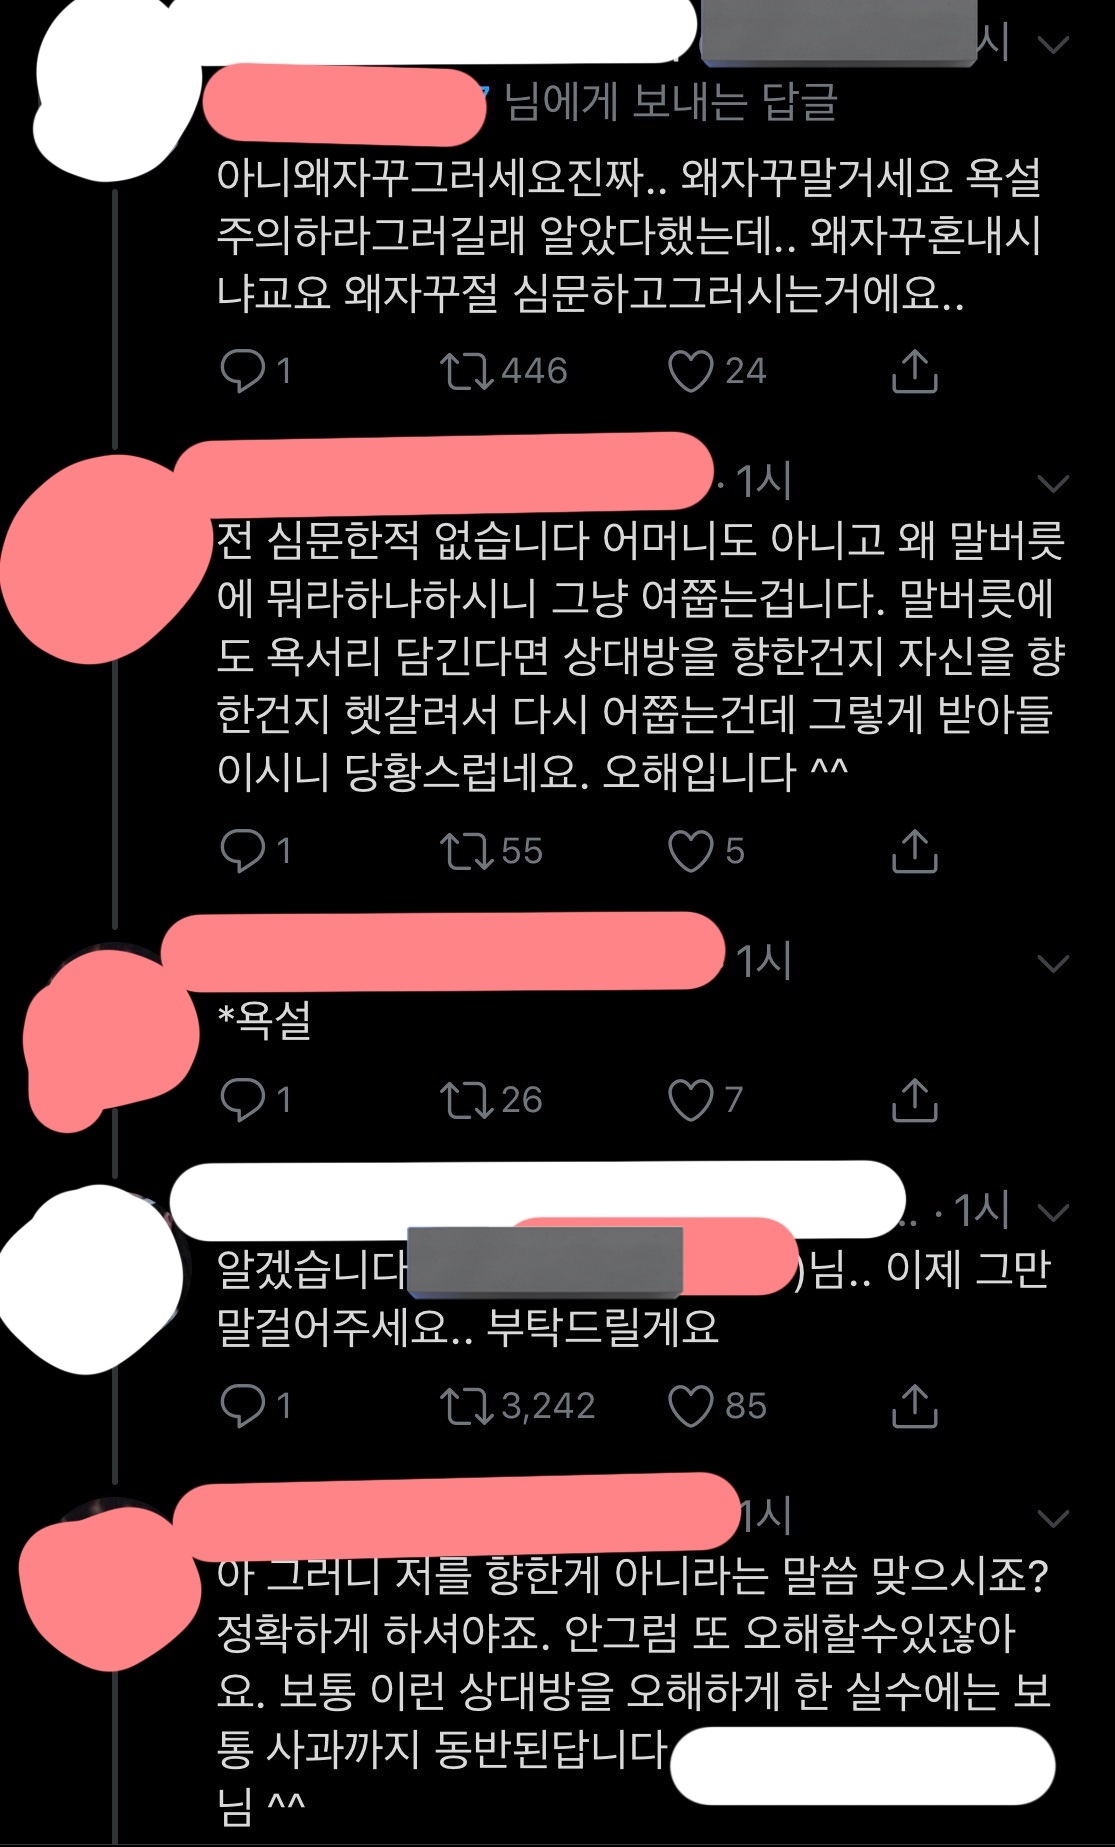 시
님에게 보내는 답글
아니왜자꾸그러세요진짜.. 왜자꾸말거세요 욕설
주의하라그러길래 알았다했는데.. 왜자꾸혼내시
냐교요 왜자꾸절 심문하고그러시는거에요..
1 446 24
· 1시
전 심문한적 없습니다 어머니도 아니고 왜 말버릇
에 뭐라하냐하시니 그냥 여쭙는겁니다. 말버릇에
도 욕서리 담긴다면 상대방을 향한건지 자신을 향
한건지 헷갈려서 다시 어쭙는건데 그렇게 받아들
이시니 당황스럽네요. 오해입니다 ^^
1 55 5
1시
*욕설
1 26 7
.. · 1시
알겠습니다 )님.. 이제 그만
말걸어주세요.. 부탁드릴게요
1 3,242 85
1시
아 그러니 저를 향한게 아니라는 말씀 맞으시죠?
정확하게 하셔야죠. 안그럼 또 오해할수있잖아
요. 보통 이런 상대방을 오해하게 한 실수에는 보
통 사과까지 동반된답니다
님 ^^